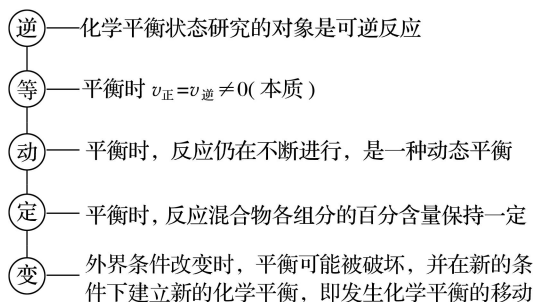 逆 化学平衡状态研究的对象是可逆反应
等 平衡时 v正=v逆≠0(本质)
动 平衡时，反应仍在不断进行，是一种动态平衡
定 平衡时,反应混合物各组分的百分含量保持一定
变 外界条件改变时，平衡可能被破坏，并在新的条
件下建立新的化学平衡，即发生化学平衡的移动